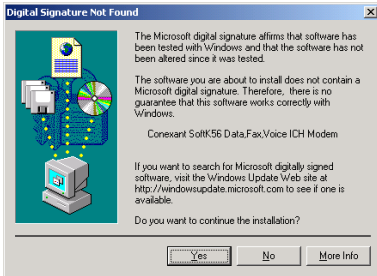 Digital Signature Not Found
The Microsoft digital signature affirms that software has
been tested with Windows and that the software has not
been altered since it was tested.
The software you are about to install does not contain a
Microsoft digital signature. Therefore, there is no
guarantee that this software works correctly with
Windows.
Conexant SoftK56 Data,Fax,Voice ICH Modem
If you want to search for Microsoft digitally signed
software, visit the Windows Update Web site at
http://windowsupdate.microsoft.com to see if one is
available.
Do you want to continue the installation?
Yes No More Info